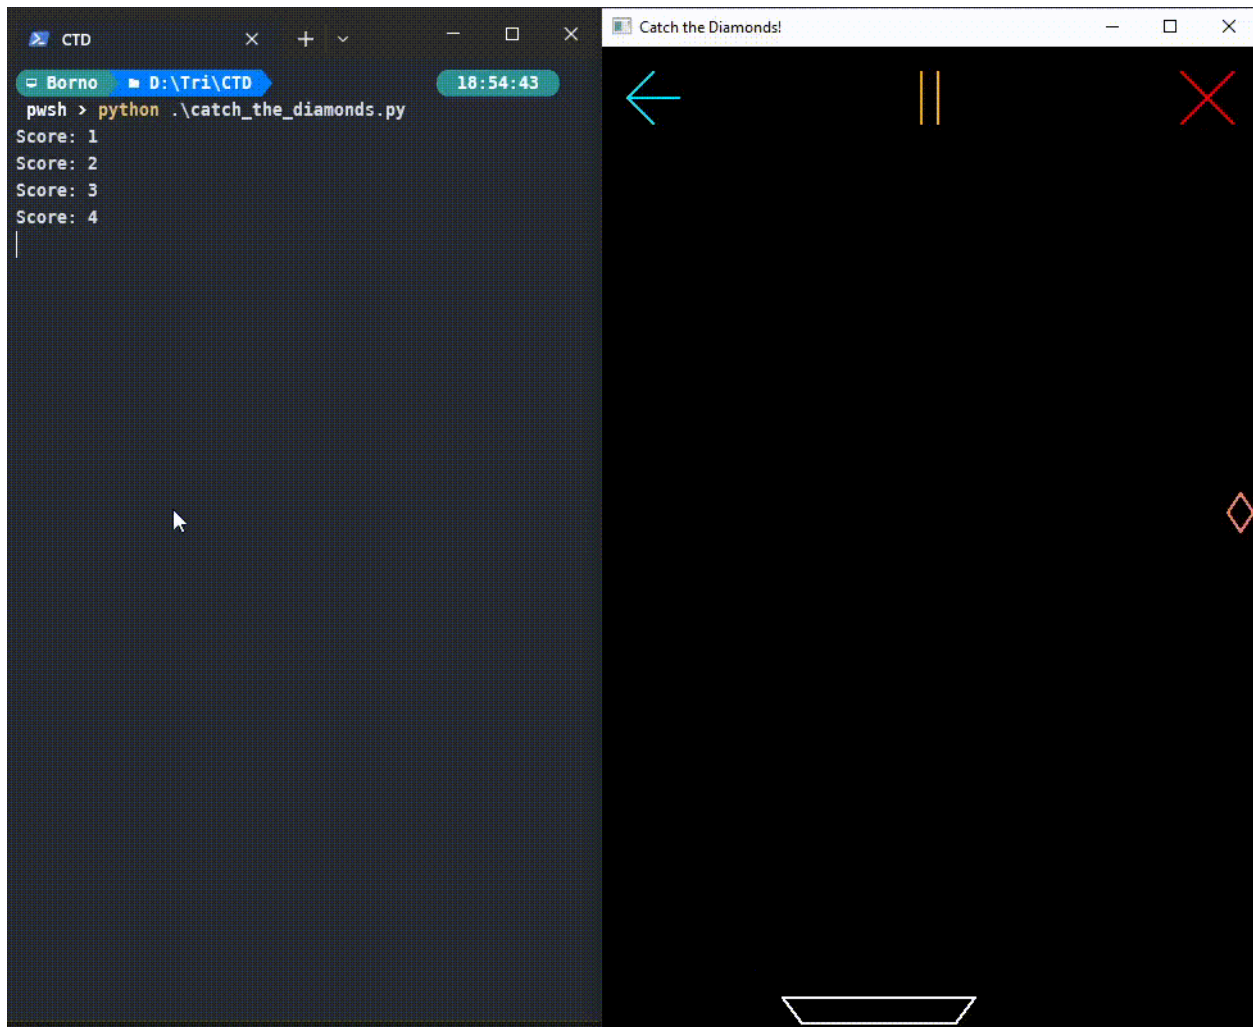 CTD
Borno D:\Tri\CTD 18:54:43
pwsh > python .\catch_the_diamonds.py
Score: 1
Score: 2
Score: 3
Score: 4
Catch the Diamonds!